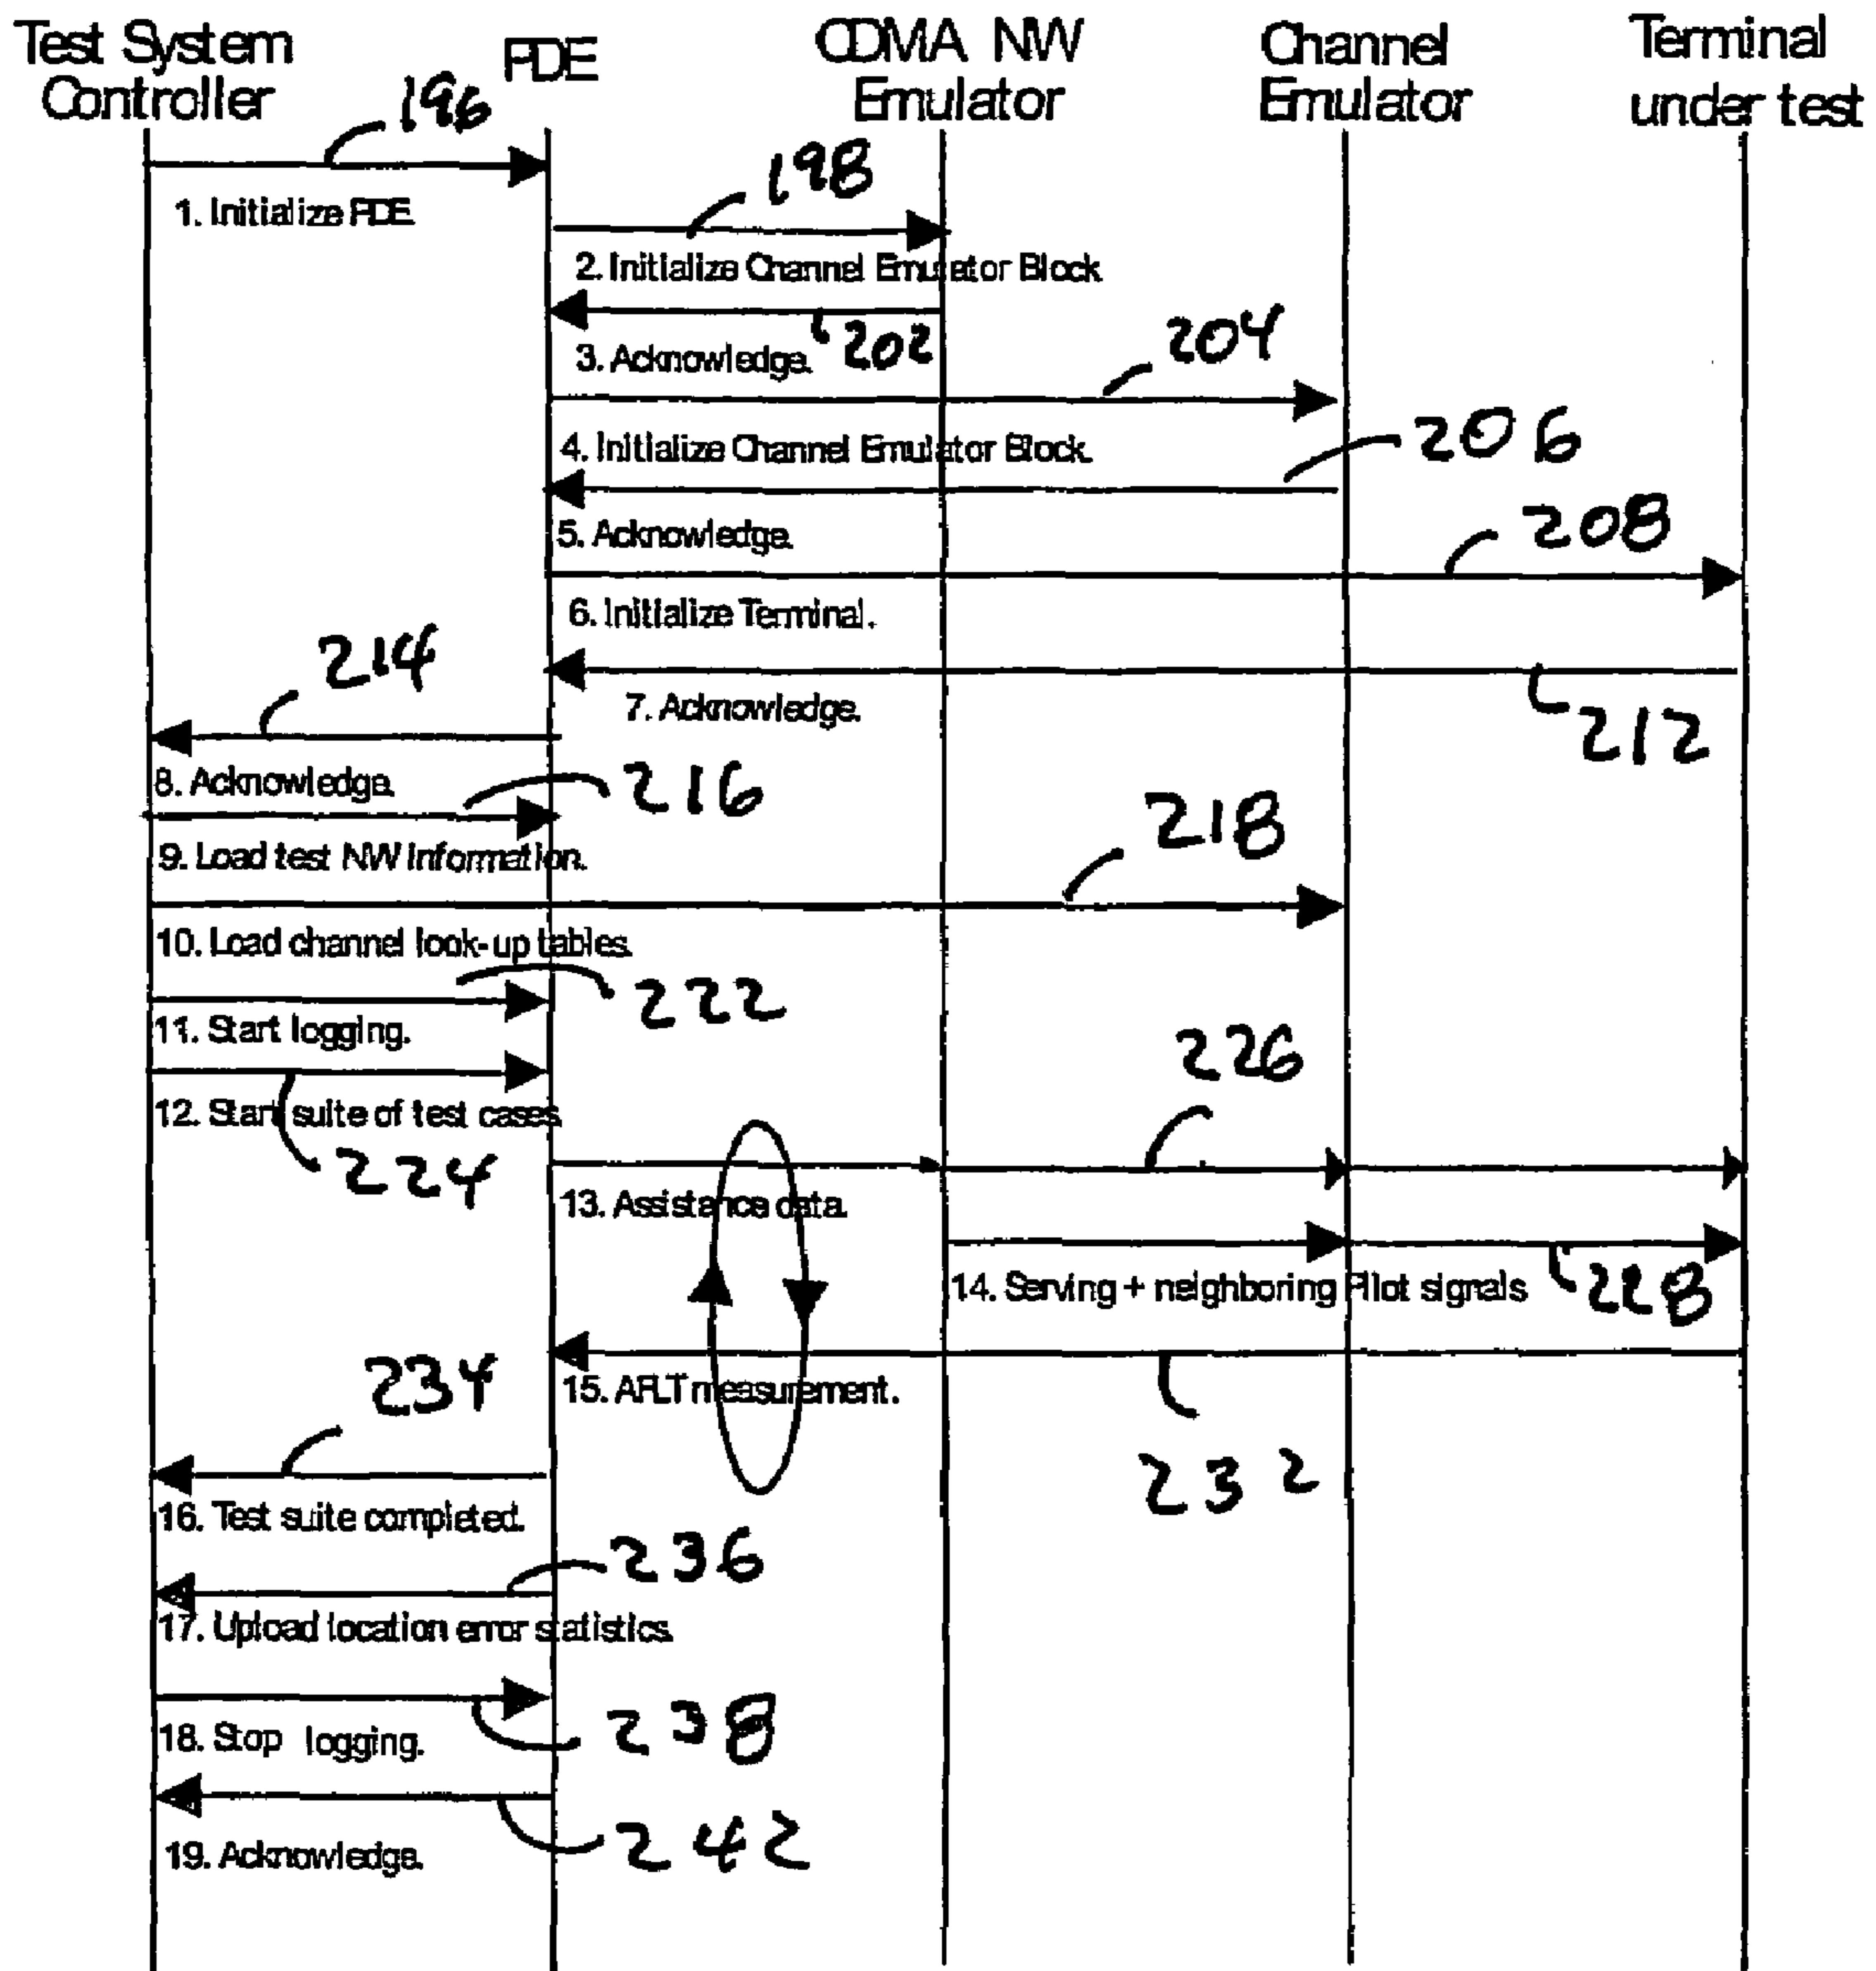 Test System
Controller
PDE
CDMA NW
Emulator
Channel
Emulator
Terminal
under test
196
1. Initialize PDE.
198
2. Initialize Channel Emulator Block.
3. Acknowledge.
202
204
4. Initialize Channel Emulator Block.
206
5. Acknowledge.
208
6. Initialize Terminal.
214
7. Acknowledge.
212
8. Acknowledge.
216
9. Load test NW information.
218
10. Load channel look-up tables.
222
11. Start logging.
226
12. Start suite of test cases.
224
13. Assistance data.
14. Serving + neighboring Pilot signals
228
15. AFLT measurement.
234
232
16. Test suite completed.
236
17. Upload location error statistics.
238
18. Stop logging.
242
19. Acknowledge.